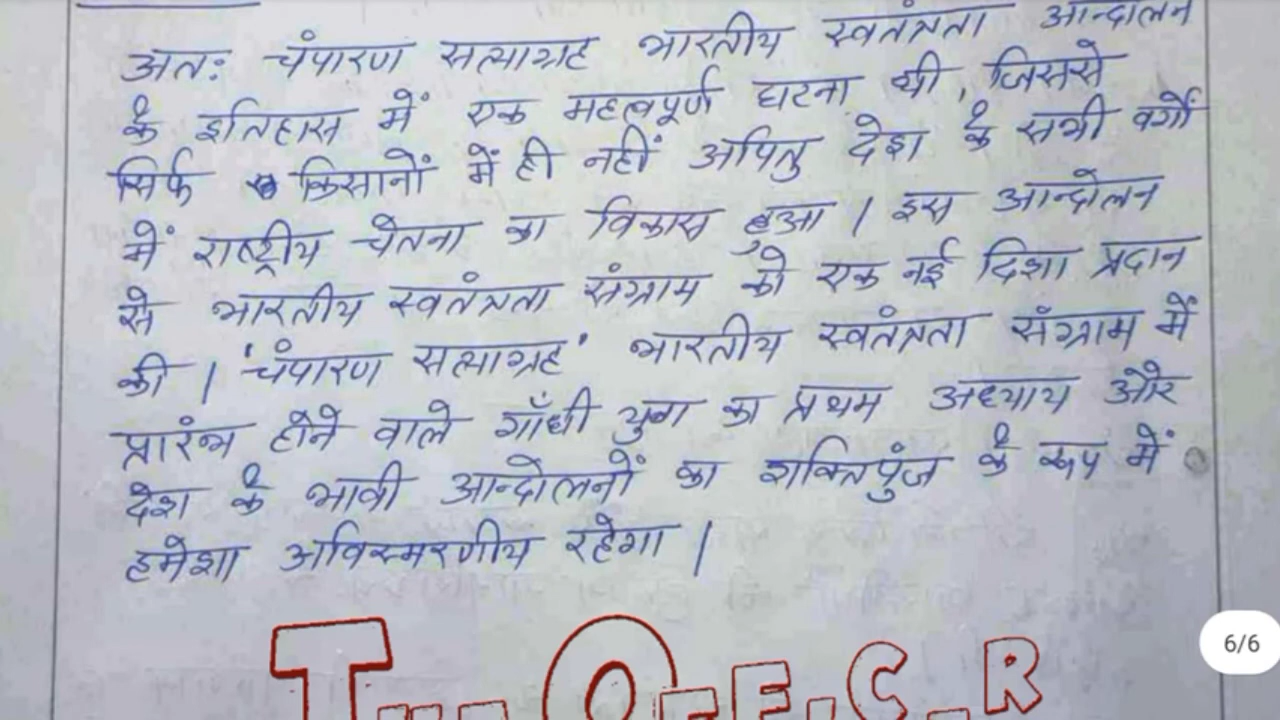 अतः चंपारण सत्याग्रह भारतीय स्वतंत्रता आन्दोलन
के इतिहास में एक महत्वपूर्ण घटना थी, जिससे
सिर्फ किसानों में ही नहीं अपितु देश के सभी वर्गों
में राष्ट्रीय चेतना का विकास हुआ। इस आन्दोलन
से भारतीय स्वतंत्रता संग्राम को एक नई दिशा प्रदान
की। 'चंपारण सत्याग्रह' भारतीय स्वतंत्रता संग्राम में
प्रारंभ होने वाले गाँधी युग का प्रथम अध्याय और
देश के भावी आन्दोलनों का शक्तिपुंज के रूप में
हमेशा अविस्मरणीय रहेगा।
6/6